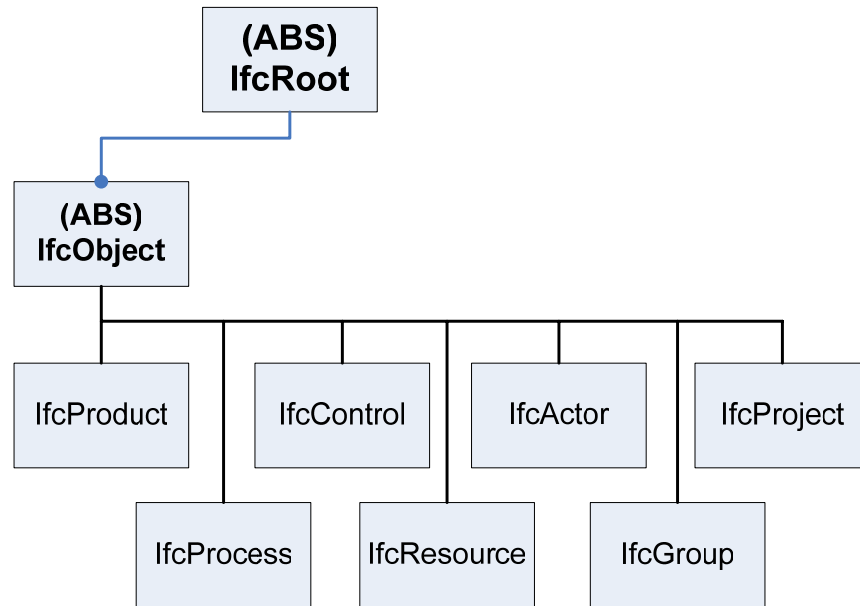 (ABS)
IfcRoot
(ABS)
IfcObject
IfcProduct
IfcControl
IfcActor
IfcProject
IfcProcess
IfcResource
IfcGroup